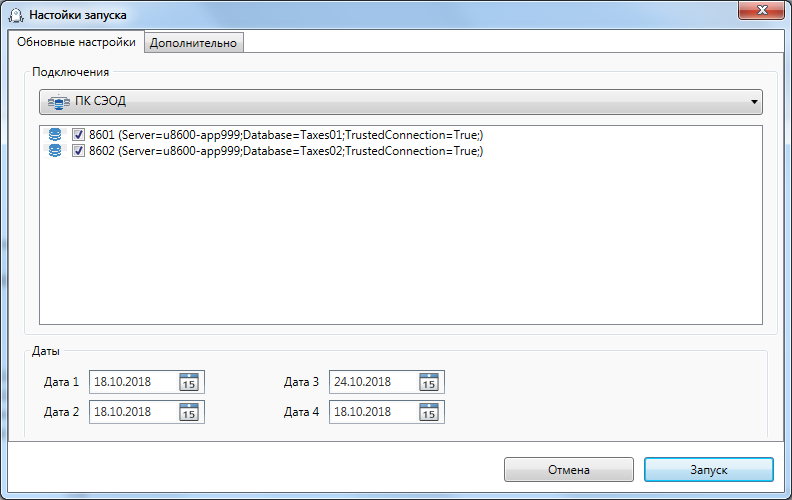 Настойки запуска
Обновные настройки Дополнительно
Подключения
ПК СЭОД
8601 (Server=u8600-app999;Database=Taxes01;TrustedConnection=True;)
8602 (Server=u8600-app999;Database=Taxes02;TrustedConnection=True;)
Даты
Дата 1 18.10.2018 15 Дата 3 24.10.2018 15
Дата 2 18.10.2018 15 Дата 4 18.10.2018 15
Отмена Запуск